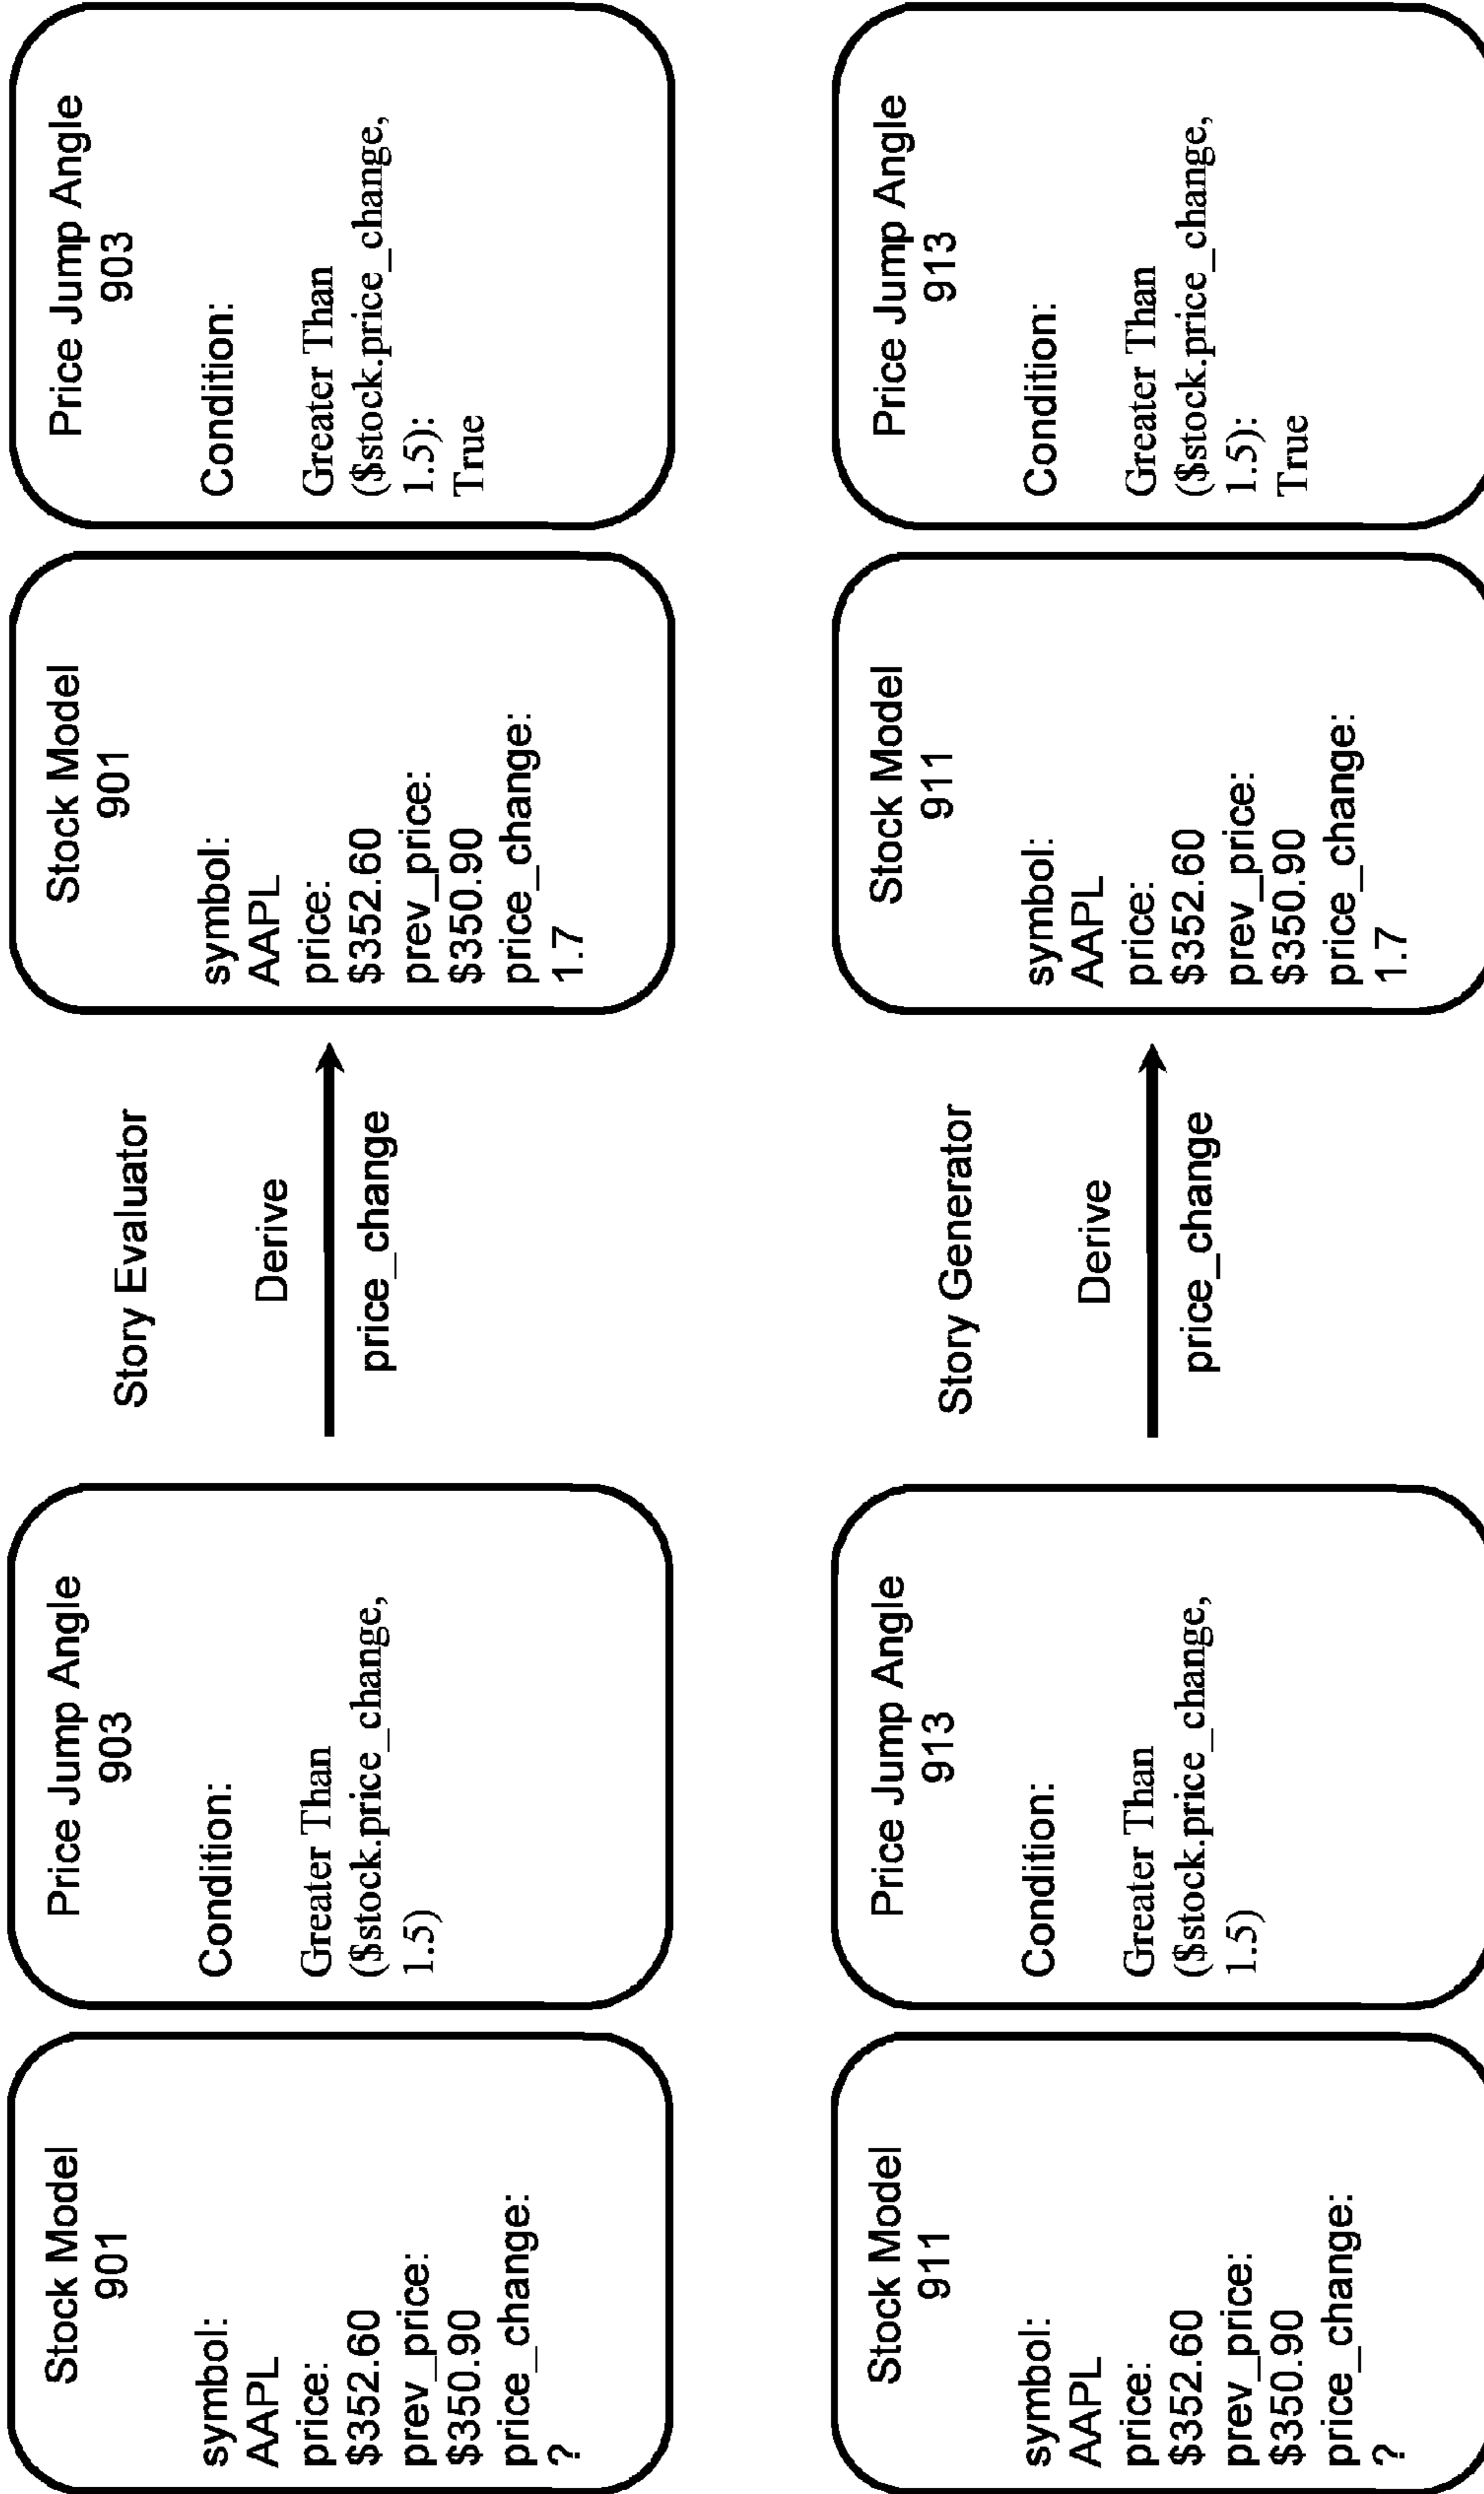 Stock Model
901
symbol:
AAPL
price:
$352.60
prev_price:
$350.90
price_change:
?
Price Jump Angle
903
Condition:
Greater Than
($stock.price_change,
1.5)
Story Evaluator
Derive
price_change
Stock Model
901
symbol:
AAPL
price:
$352.60
prev_price:
$350.90
price_change:
1.7
Price Jump Angle
903
Condition:
Greater Than
($stock.price_change,
1.5):
True
Stock Model
911
symbol:
AAPL
price:
$352.60
prev_price:
$350.90
price_change:
?
Price Jump Angle
913
Condition:
Greater Than
($stock.price_change,
1.5)
Story Generator
Derive
price_change
Stock Model
911
symbol:
AAPL
price:
$352.60
prev_price:
$350.90
price_change:
1.7
Price Jump Angle
913
Condition:
Greater Than
($stock.price_change,
1.5):
True